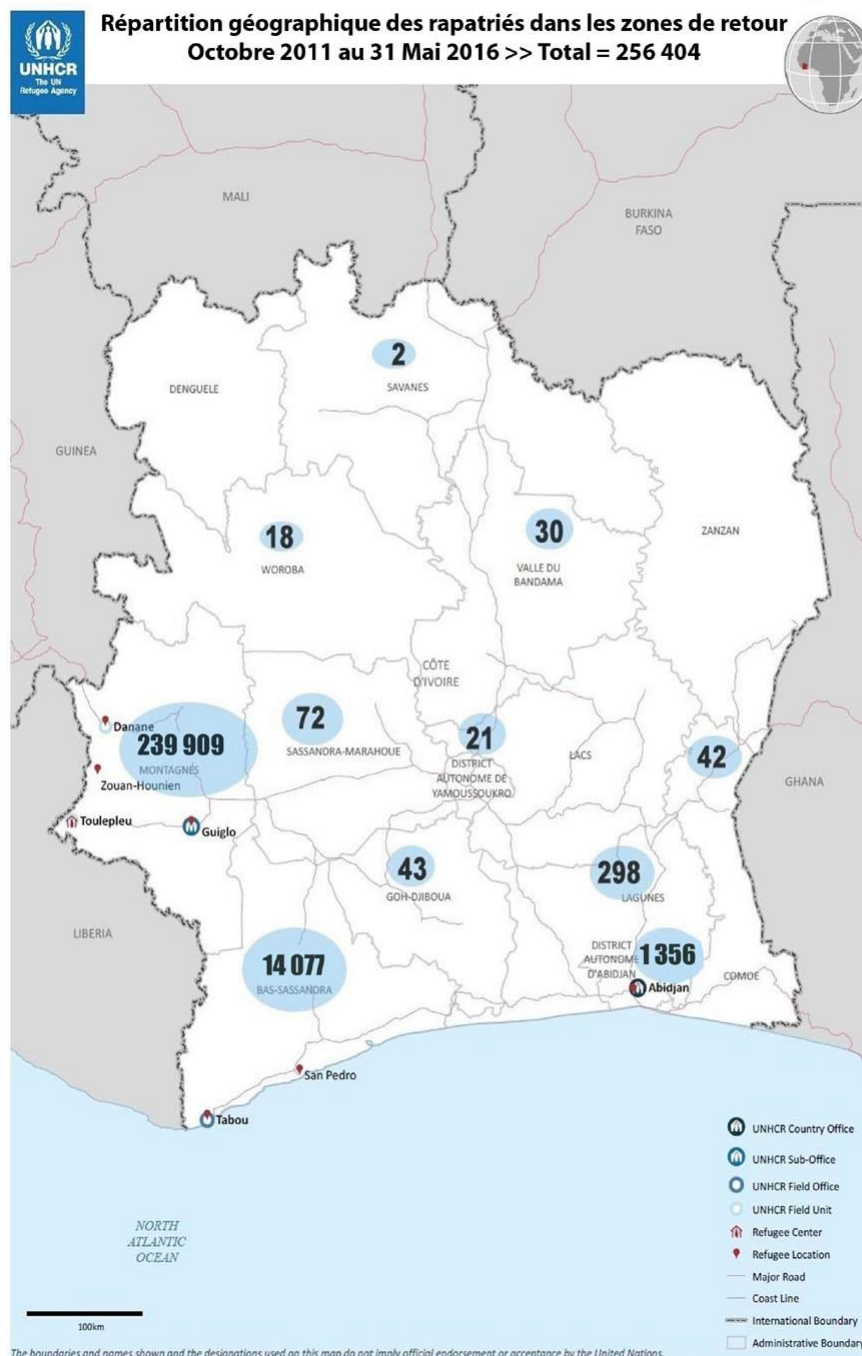 UNHCR
The UN
Refugee Agency
Répartition géographique des rapatriés dans les zones de retour
Octobre 2011 au 31 Mai 2016 >> Total = 256 404
MALI
BURKINA
FASO
2
SAVANES
DENGUELE
GUINEA
18
WOROBA
30
VALLE DU
BANDAMA
ZANZAN
CÔTE
D'IVOIRE
Danane
239 909
MONTAGNES
Zouan-Hounien
72
SASSANDRA-MARAHOUE
21
DISTRICT
AUTONOME DE
YAMOUSSOUKRO
LACS
42
GHANA
Toulepleu
Guiglo
43
GOH-DJIBOUA
298
LAGUNES
LIBERIA
14 077
BAS-SASSANDRA
DISTRICT
AUTONOME
D'ABIDJAN
1 356
COMOE
Abidjan
San Pedro
Tabou
NORTH
ATLANTIC
OCEAN
UNHCR Country Office
UNHCR Sub-Office
UNHCR Field Office
UNHCR Field Unit
Refugee Center
Refugee Location
Major Road
Coast Line
International Boundary
Administrative Boundary
100km
The boundaries and names shown and the designations used on this map do not imply official endorsement or acceptance by the United Nations.